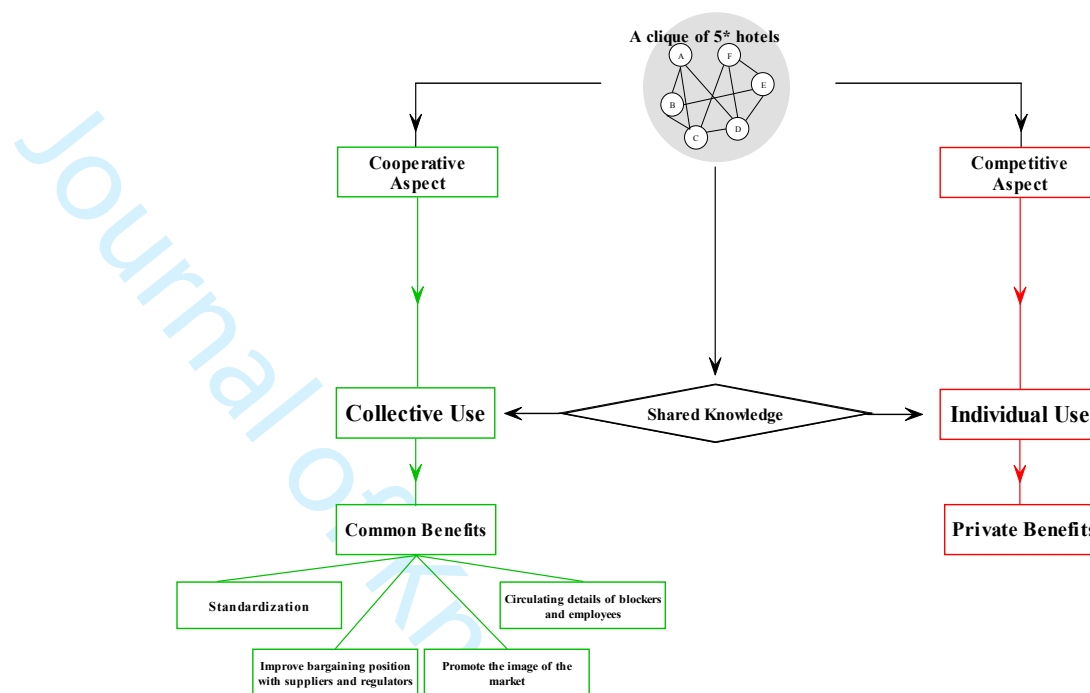 A clique of 5* hotels
A
F
E
B
D
C
Cooperative
Aspect
Competitive
Aspect
Collective Use
Shared Knowledge
Individual Use
Common Benefits
Private Benefits
Standardization
Circulating details of blockers
and employees
Improve bargaining position
with suppliers and regulators
Promote the image of the
market
Journal of Kn